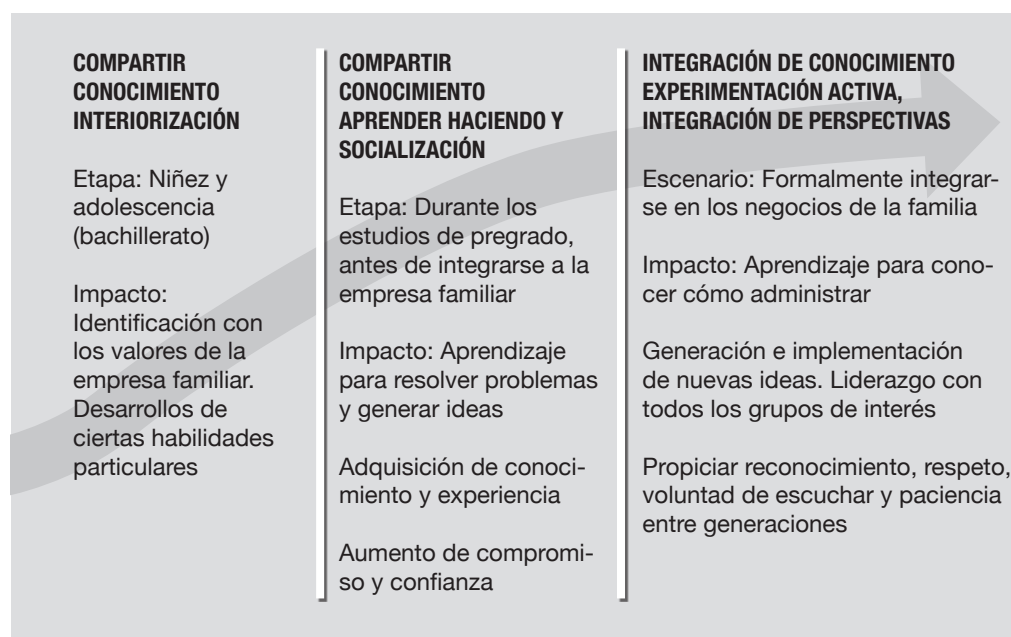 COMPARTIR
CONOCIMIENTO
INTERIORIZACIÓN
Etapa: Niñez y
adolescencia
(bachillerato)
Impacto:
Identificación con
los valores de la
empresa familiar.
Desarrollos de
ciertas habilidades
particulares
COMPARTIR
CONOCIMIENTO
APRENDER HACIENDO Y
SOCIALIZACIÓN
Etapa: Durante los
estudios de pregrado,
antes de integrarse a la
empresa familiar
Impacto: Aprendizaje
para resolver problemas
y generar ideas
Adquisición de conoci-
miento y experiencia
Aumento de compromi-
so y confianza
INTEGRACIÓN DE CONOCIMIENTO
EXPERIMENTACIÓN ACTIVA,
INTEGRACIÓN DE PERSPECTIVAS
Escenario: Formalmente integrar-
se en los negocios de la familia
Impacto: Aprendizaje para cono-
cer cómo administrar
Generación e implementación
de nuevas ideas. Liderazgo con
todos los grupos de interés
Propiciar reconocimiento, respeto,
voluntad de escuchar y paciencia
entre generaciones